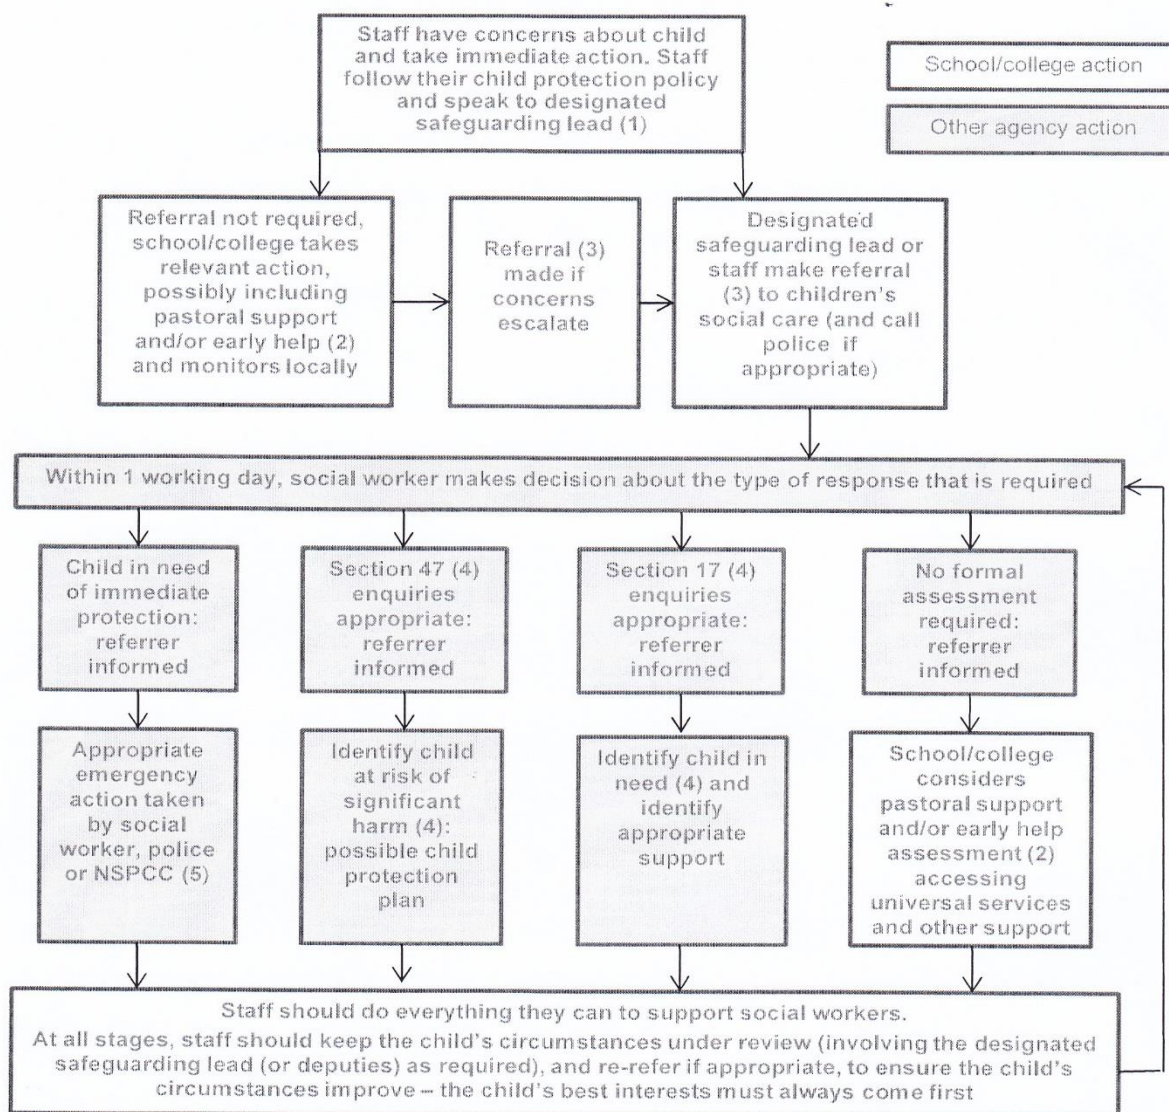 Staff have concerns about child
and take immediate action. Staff
follow their child protection policy
and speak to designated
safeguarding lead (1)
School/college action
Other agency action
Referral not required,
school/college takes
relevant action,
possibly including
pastoral support
and/or early help (2)
and monitors locally
Referral (3)
made if
concerns
escalate
Designated
safeguarding lead or
staff make referral
(3) to children's
social care (and call
police if
appropriate)
Within 1 working day, social worker makes decision about the type of response that is required
Child in need
of immediate
protection:
referrer
informed
Section 47 (4)
enquiries
appropriate:
referrer
informed
Section 17 (4)
enquiries
appropriate:
referrer
informed
No formal
assessment
required:
referrer
informed
Appropriate
emergency
action taken
by social
worker, police
or NSPCC (5)
Identify child
at risk of
significant
harm (4):
possible child
protection
plan
Identify child in
need (4) and
identify
appropriate
support
School/college
considers
pastoral support
and/or early help
assessment (2)
accessing
universal services
and other support
Staff should do everything they can to support social workers.
At all stages, staff should keep the child's circumstances under review (involving the designated
safeguarding lead (or deputies) as required), and re-refer if appropriate, to ensure the child's
circumstances improve – the child's best interests must always come first